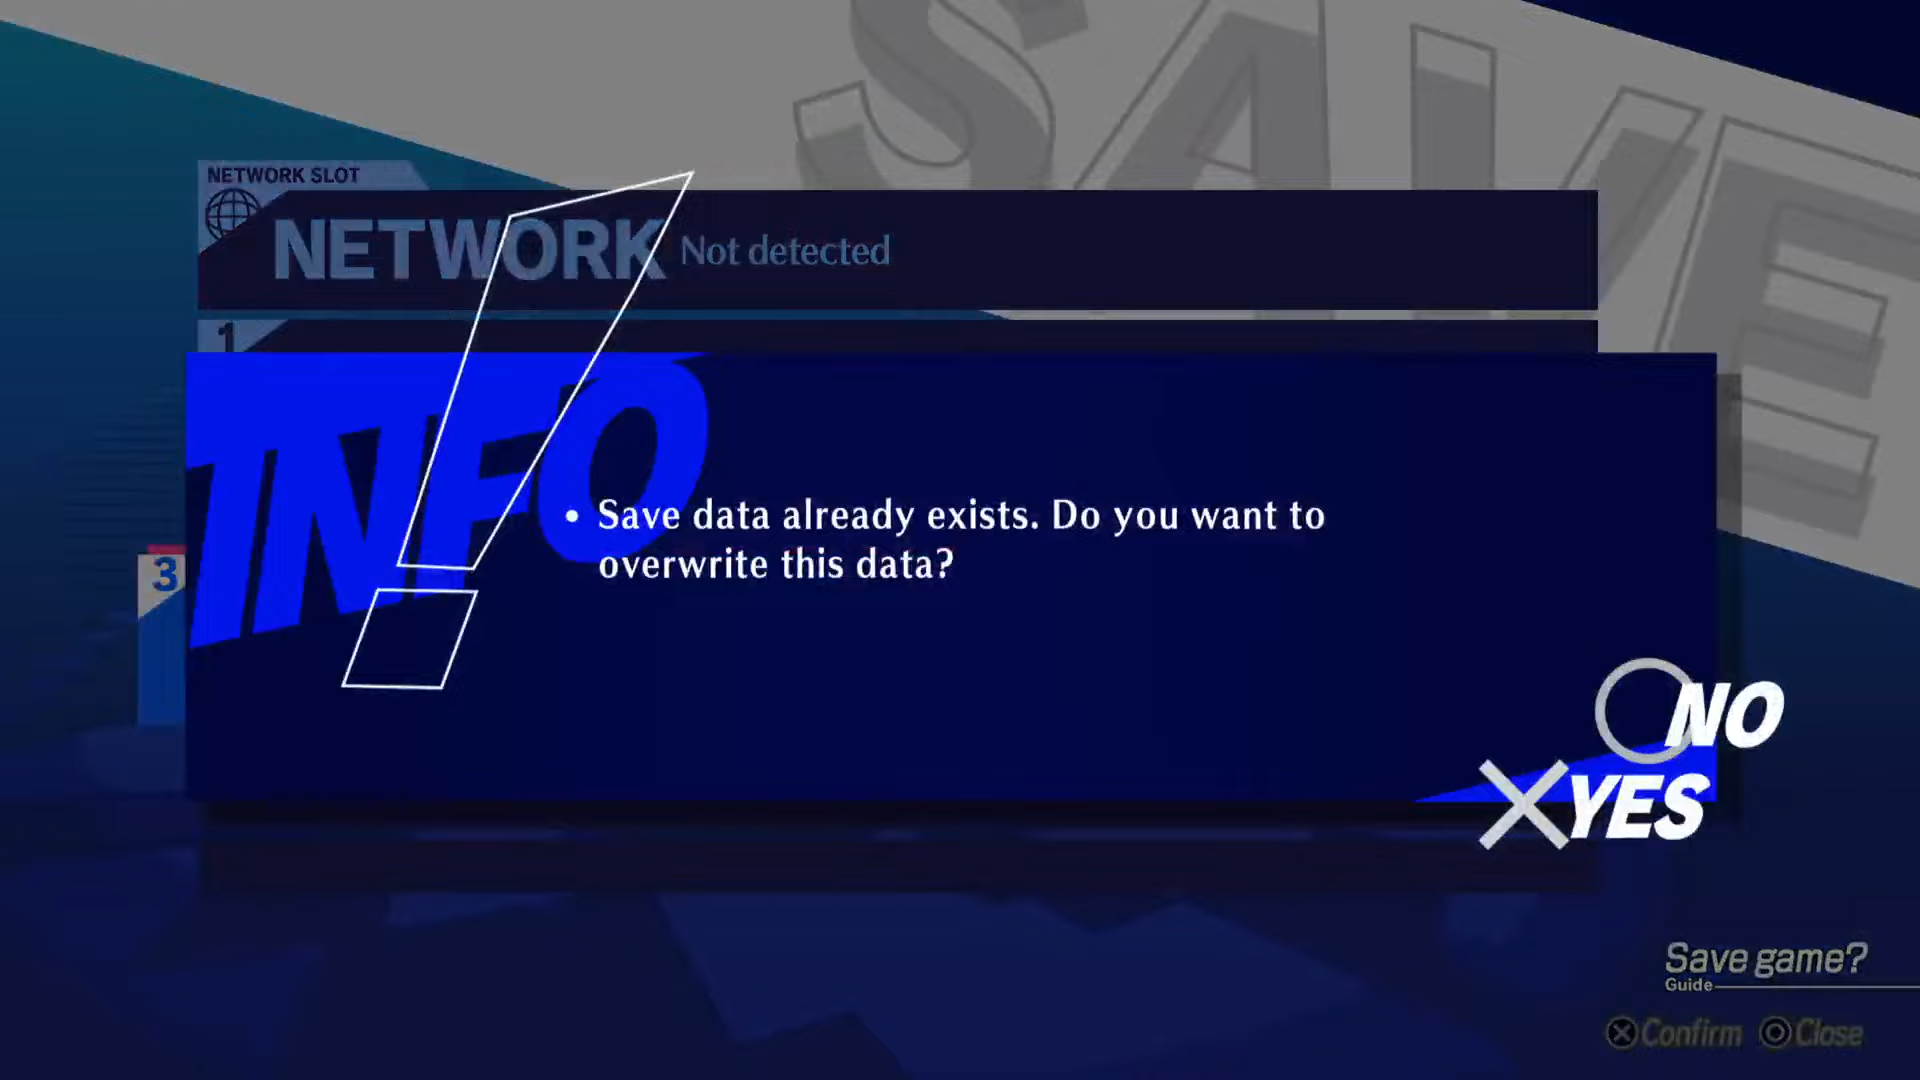 SAVE
NETWORK SLOT
NETWORK Not detected
1
INFO
3
• Save data already exists. Do you want to
overwrite this data?
NO
YES
Save game?
Guide
Confirm Close